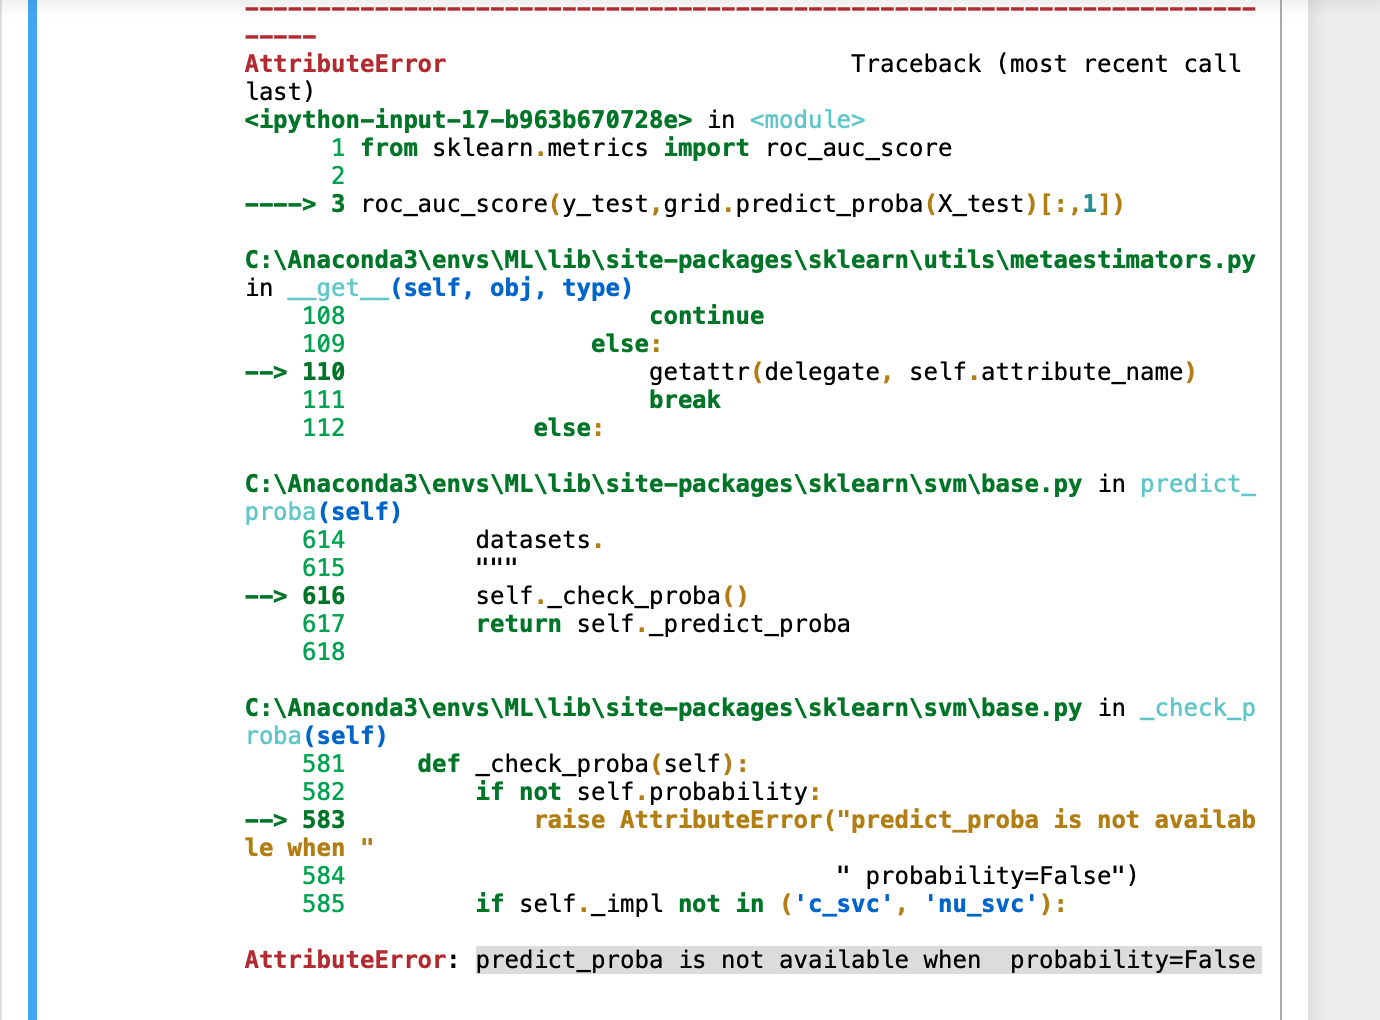 ---------------------------------------------------------------------------
AttributeError                            Traceback (most recent call
last)
<ipython-input-17-b963b670728e> in <module>
      1 from sklearn.metrics import roc_auc_score
      2
----> 3 roc_auc_score(y_test,grid.predict_proba(X_test)[:,1])
C:\Anaconda3\envs\ML\lib\site-packages\sklearn\utils\metaestimators.py
in __get__(self, obj, type)
    108                     continue
    109                 else:
--> 110                     getattr(delegate, self.attribute_name)
    111                     break
    112             else:
C:\Anaconda3\envs\ML\lib\site-packages\sklearn\svm\base.py in predict_
proba(self)
    614         datasets.
    615         """
--> 616         self._check_proba()
    617         return self._predict_proba
    618
C:\Anaconda3\envs\ML\lib\site-packages\sklearn\svm\base.py in _check_p
roba(self)
    581     def _check_proba(self):
    582         if not self.probability:
--> 583             raise AttributeError("predict_proba is not availab
le when "
    584                                  " probability=False")
    585         if self._impl not in ('c_svc', 'nu_svc'):
AttributeError: predict_proba is not available when  probability=False